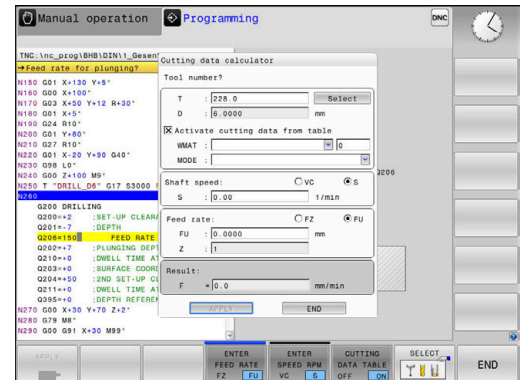 Manual operation
Programming
DNC
TNC:\nc_prog\BHB\DIN\1_Gesen
Feed rate for plunging?
N150 G01 X+130 Y+5*
N160 G00 X+100*
N170 G03 X+50 Y+12 R+30*
N180 G01 X+5*
N190 G24 R10*
N200 G01 Y+80*
N210 G27 R10*
N220 G01 X-20 Y+90 G40*
N230 G98 L0*
N240 G00 Z+100 M9*
N250 T "DRILL_D6" G17 S3000
N260
G200 DRILLING
Q200=+2 ;SET-UP CLEARA
Q201=-7 ;DEPTH
Q206=150 FEED RATE
Q202=+7 ;PLUNGING DEPT
Q210=+0 ;DWELL TIME AT
Q203=+0 ;SURFACE COORD
Q204=+50 ;2ND SET-UP CL
Q211=+0 ;DWELL TIME AT
Q395=+0 ;DEPTH REFEREN
N270 G00 X+30 Y+70 Z+2*
N280 G79 M8*
N290 G00 G91 X+30 M99*
Cutting data calculator
Tool number?
T : 228.0 Select
D : 6.0000 mm
Activate cutting data from table
WMAT : 0
MODE :
Shaft speed: VC S
S : 0.00 1/min
Feed rate: FZ FU
FU : 0.0000 mm
Z : 1
Result:
F = 0.0 mm/min
APPLY END
APPLY
ENTER FEED RATE FZ FU
ENTER SPEED RPM VC S
CUTTING DATA TABLE OFF ON
SELECT
END